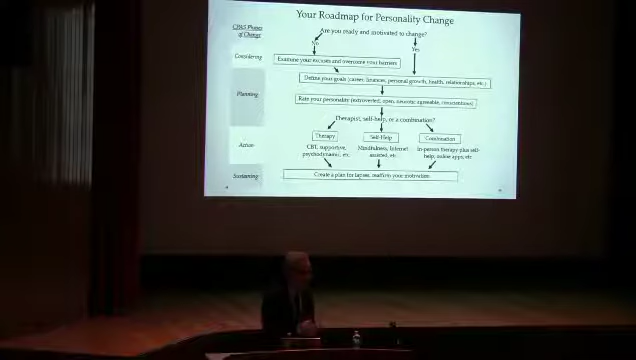 Your Roadmap for Personality Change
CPAS Phases
of Change
Are you ready and motivated to change?
No
Yes
Considering
Examine your excuses and overcome your barriers
Define your goals (career, finances, personal growth, health, relationships, etc.)
Planning
Rate your personality (extroverted, open, neurotic agreeable, conscientious)
Therapist, self-help, or a combination?
Therapy
Self-Help
Combination
Action
CBT, supportive,
psychodynamic, etc.
Mindfulness, Internet
assisted, etc.
In-person therapy plus self-
help, online apps, etc.
Sustaining
Create a plan for lapses, reaffirm your motivation